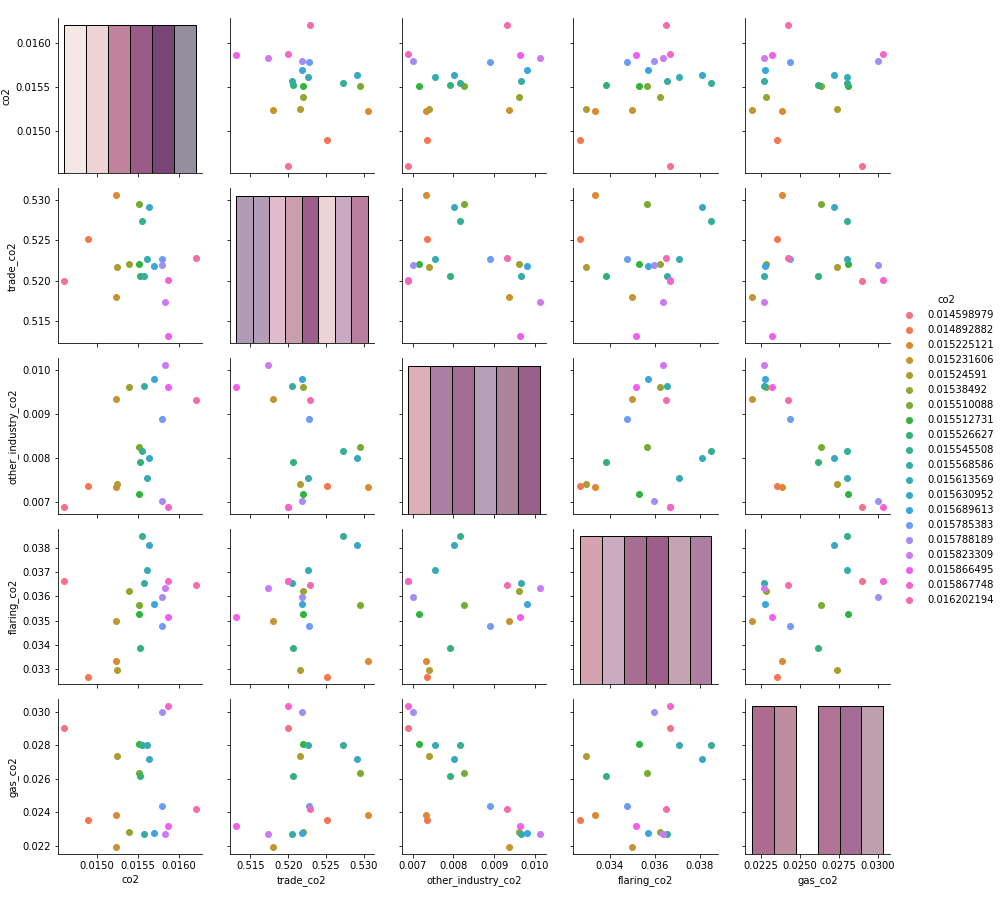 0.0160
0.0155
0.0150
co2
0.530
0.525
0.520
0.515
trade_co2
0.010
0.009
0.008
0.007
other_industry_co2
0.038
0.037
0.036
0.035
0.034
0.033
flaring_co2
0.030
0.028
0.026
0.024
0.022
gas_co2
0.0150 0.0155 0.0160
co2
0.515 0.520 0.525 0.530
trade_co2
0.007 0.008 0.009 0.010
other_industry_co2
0.034 0.036 0.038
flaring_co2
0.0225 0.0250 0.0275 0.0300
gas_co2
co2
0.014598979
0.014892882
0.015225121
0.015231606
0.01524591
0.01538492
0.015510088
0.015512731
0.015526627
0.015545508
0.015568586
0.015613569
0.015630952
0.015689613
0.015785383
0.015788189
0.015823309
0.015866495
0.015867748
0.016202194